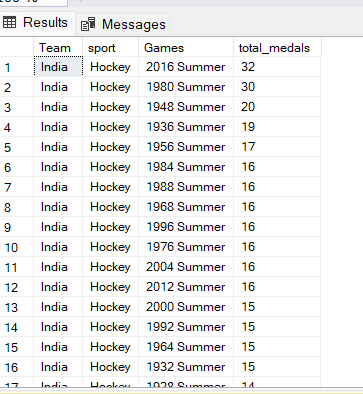 Results Messages
Team sport Games total_medals
1 India Hockey 2016 Summer 32
2 India Hockey 1980 Summer 30
3 India Hockey 1948 Summer 20
4 India Hockey 1936 Summer 19
5 India Hockey 1956 Summer 17
6 India Hockey 1984 Summer 16
7 India Hockey 1988 Summer 16
8 India Hockey 1968 Summer 16
9 India Hockey 1996 Summer 16
10 India Hockey 1976 Summer 16
11 India Hockey 2004 Summer 16
12 India Hockey 2012 Summer 16
13 India Hockey 2000 Summer 15
14 India Hockey 1992 Summer 15
15 India Hockey 1964 Summer 15
16 India Hockey 1932 Summer 15
17 India Hockey 1928 Summer 14